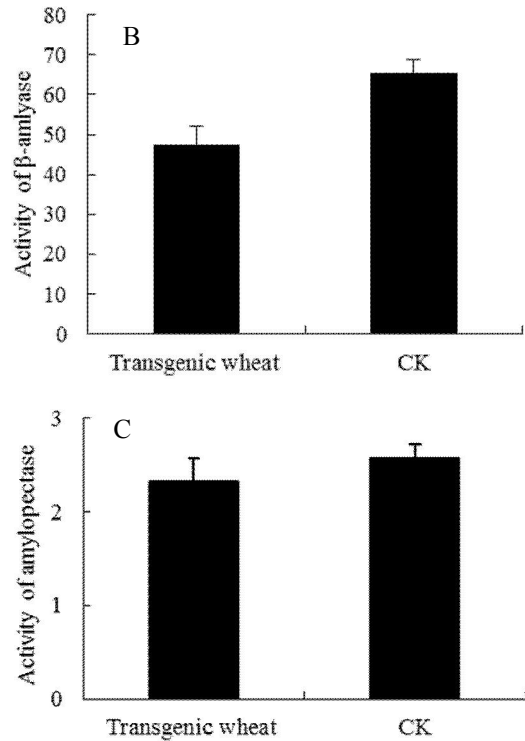 B
Activity of β-amlyase
80
70
60
50
40
30
20
10
0
Transgenic wheat CK
C
Activity of amylopectase
3
2
1
0
Transgenic wheat CK